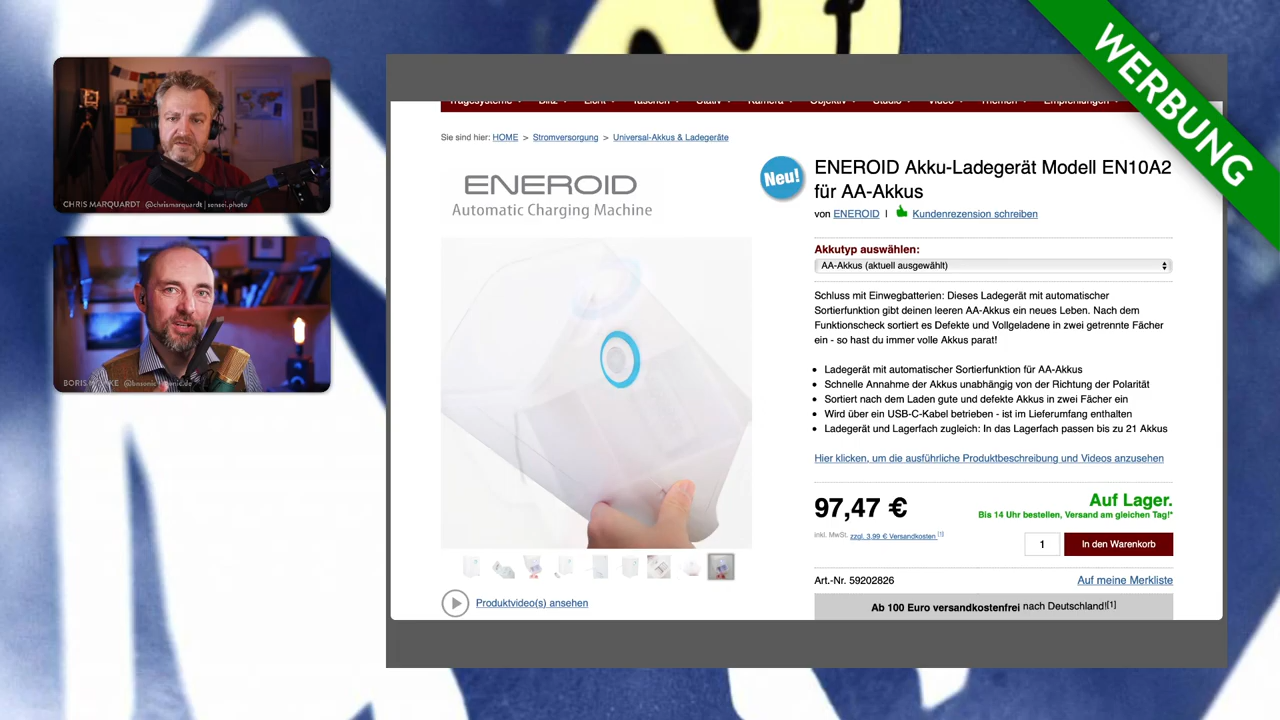 WERBUNG
CHRIS MARQUARDT @chrismarquardt | sensei.photo
Sie sind hier: HOME > Stromversorgung > Universal-Akkus & Ladegeräte
ENEROID
Automatic Charging Machine
Produktvideo(s) ansehen
Neu!
ENEROID Akku-Ladegerät Modell EN10A2
für AA-Akkus
von ENEROID | Kundenrezension schreiben
Akkutyp auswählen:
AA-Akkus (aktuell ausgewählt)
Schluss mit Einwegbatterien: Dieses Ladegerät mit automatischer
Sortierfunktion gibt deinen leeren AA-Akkus ein neues Leben. Nach dem
Funktionscheck sortiert es Defekte und Vollgeladene in zwei getrennte Fächer
ein - so hast du immer volle Akkus parat!
Ladegerät mit automatischer Sortierfunktion für AA-Akkus
Schnelle Annahme der Akkus unabhängig von der Richtung der Polarität
Sortiert nach dem Laden gute und defekte Akkus in zwei Fächer ein
Wird über ein USB-C-Kabel betrieben - ist im Lieferumfang enthalten
Ladegerät und Lagerfach zugleich: In das Lagerfach passen bis zu 21 Akkus
Hier klicken, um die ausführliche Produktbeschreibung und Videos anzusehen
97,47 €
Auf Lager.
Bis 14 Uhr bestellen, Versand am gleichen Tag!*
inkl. MwSt. zzgl. 3,99 € Versandkosten [1]
1
In den Warenkorb
Art.-Nr. 59202826
Auf meine Merkliste
Ab 100 Euro versandkostenfrei nach Deutschland![1]